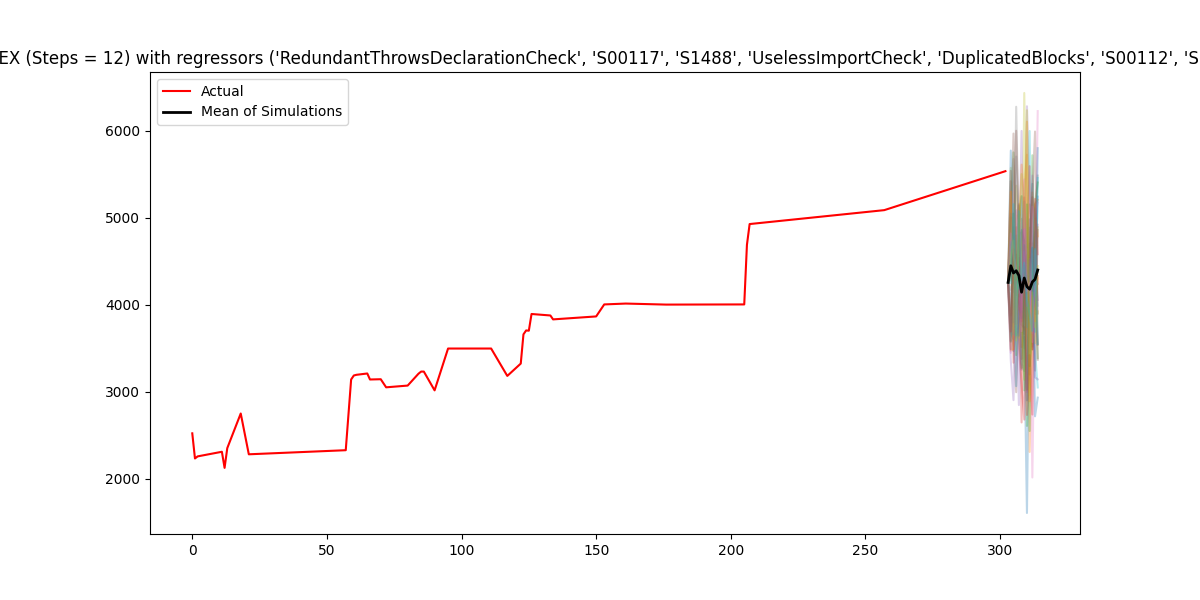 EX (Steps = 12) with regressors ('RedundantThrowsDeclarationCheck', 'S00117', 'S1488', 'UselessImportCheck', 'DuplicatedBlocks', 'S00112', 'S
Actual
Mean of Simulations
6000
5000
4000
3000
2000
0 50 100 150 200 250 300